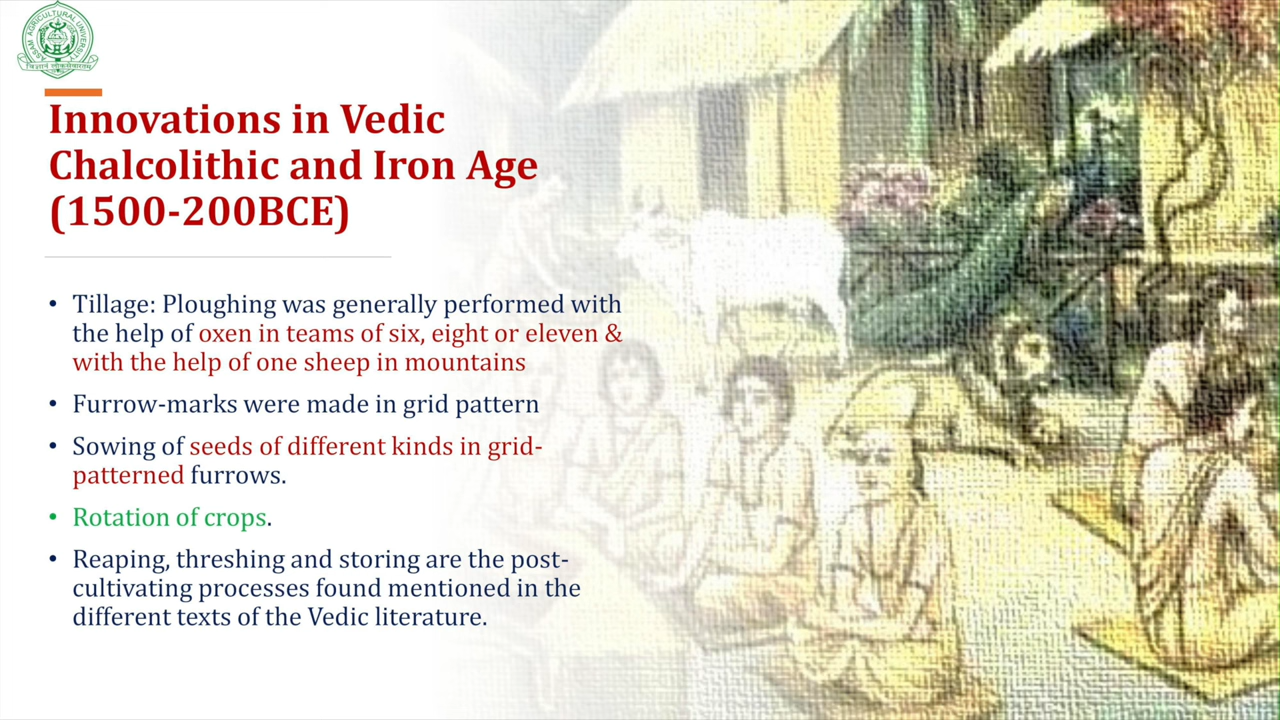 ASSAM AGRICULTURAL UNIVERSITY
Innovations in Vedic
Chalcolithic and Iron Age
(1500-200BCE)
• Tillage: Ploughing was generally performed with
the help of oxen in teams of six, eight or eleven &
with the help of one sheep in mountains
• Furrow-marks were made in grid pattern
• Sowing of seeds of different kinds in grid-
patterned furrows.
• Rotation of crops.
• Reaping, threshing and storing are the post-
cultivating processes found mentioned in the
different texts of the Vedic literature.